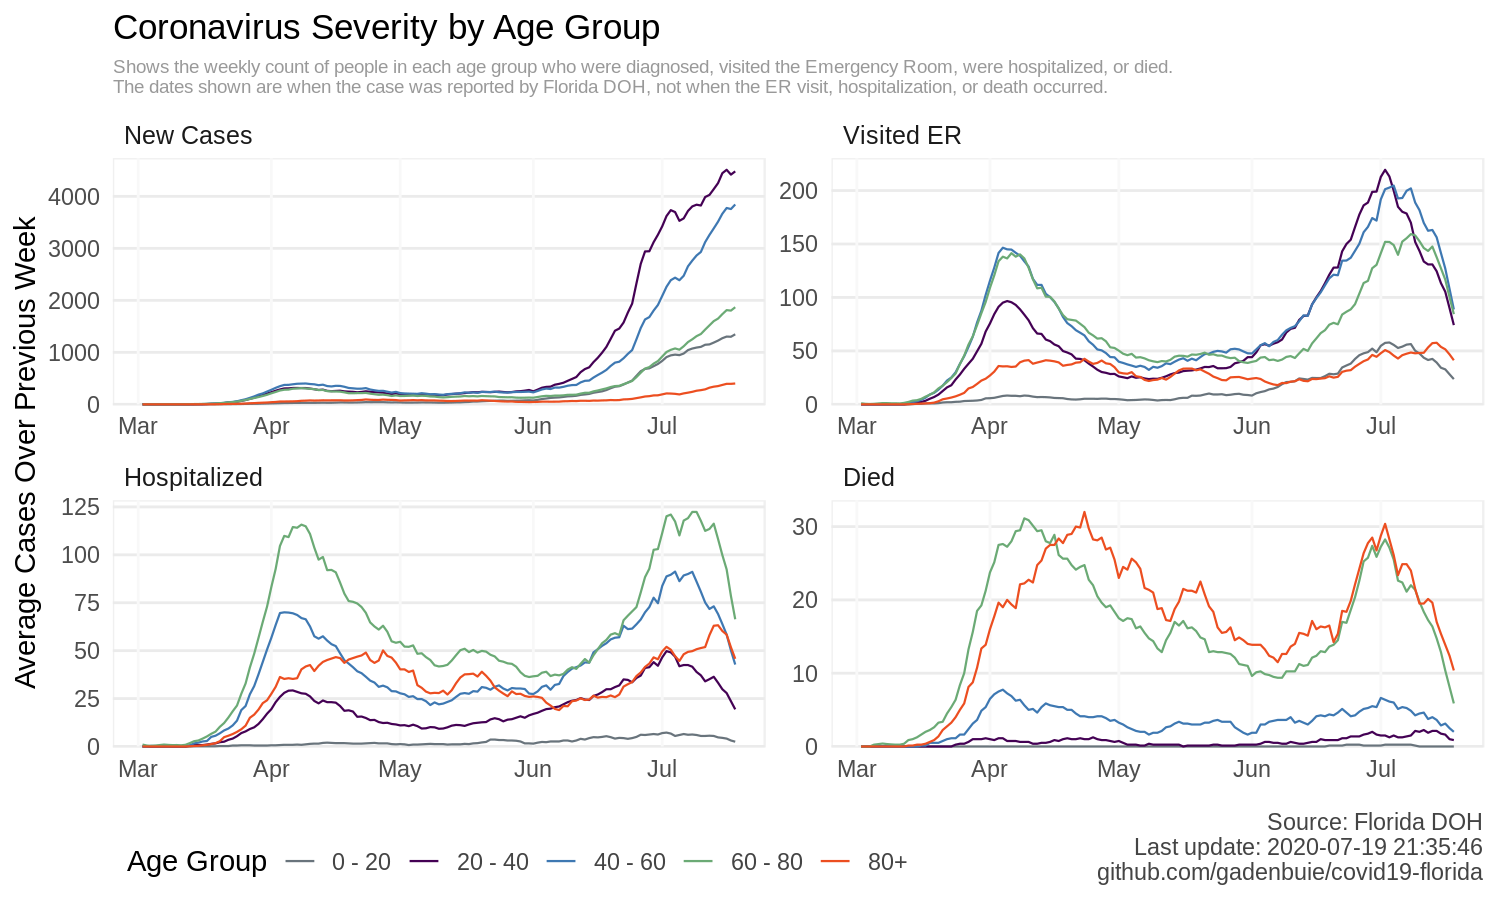 Coronavirus Severity by Age Group
Shows the weekly count of people in each age group who were diagnosed, visited the Emergency Room, were hospitalized, or died.
The dates shown are when the case was reported by Florida DOH, not when the ER visit, hospitalization, or death occurred.
Average Cases Over Previous Week
New Cases
4000
3000
2000
1000
0
Mar Apr May Jun Jul
Visited ER
200
150
100
50
0
Mar Apr May Jun Jul
Hospitalized
125
100
75
50
25
0
Mar Apr May Jun Jul
Died
30
20
10
0
Mar Apr May Jun Jul
Age Group 0 - 20 20 - 40 40 - 60 60 - 80 80+
Source: Florida DOH
Last update: 2020-07-19 21:35:46
github.com/gadenbuie/covid19-florida